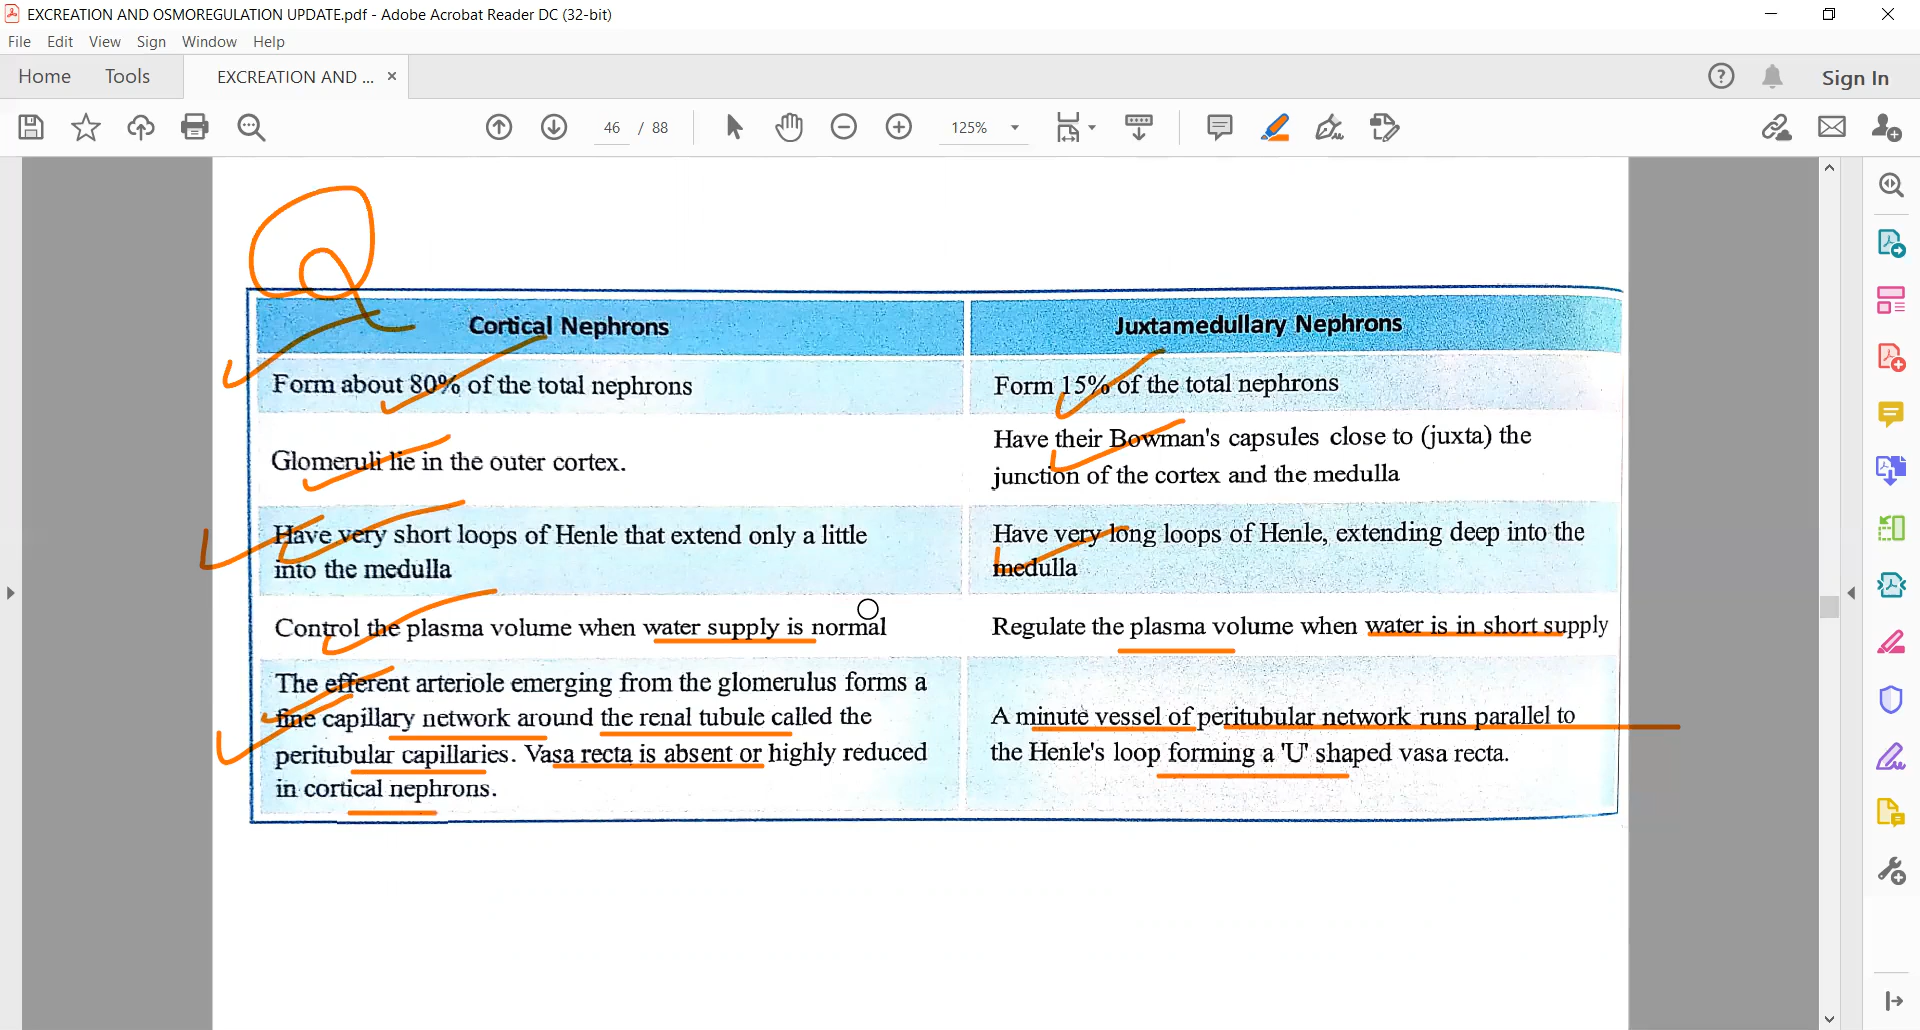 EXCREATION AND OSMOREGULATION UPDATE.pdf - Adobe Acrobat Reader DC (32-bit)
File Edit View Sign Window Help
Home Tools EXCREATION AND ... × Sign In
46 / 88 125%
Cortical Nephrons
Juxtamedullary Nephrons
Form about 80% of the total nephrons
Form 15% of the total nephrons
Glomeruli lie in the outer cortex.
Have their Bowman's capsules close to (juxta) the
junction of the cortex and the medulla
Have very short loops of Henle that extend only a little
into the medulla
Have very long loops of Henle, extending deep into the
medulla
Control the plasma volume when water supply is normal
Regulate the plasma volume when water is in short supply
The efferent arteriole emerging from the glomerulus forms a
fine capillary network around the renal tubule called the
peritubular capillaries. Vasa recta is absent or highly reduced
in cortical nephrons.
A minute vessel of peritubular network runs parallel to
the Henle's loop forming a 'U' shaped vasa recta.